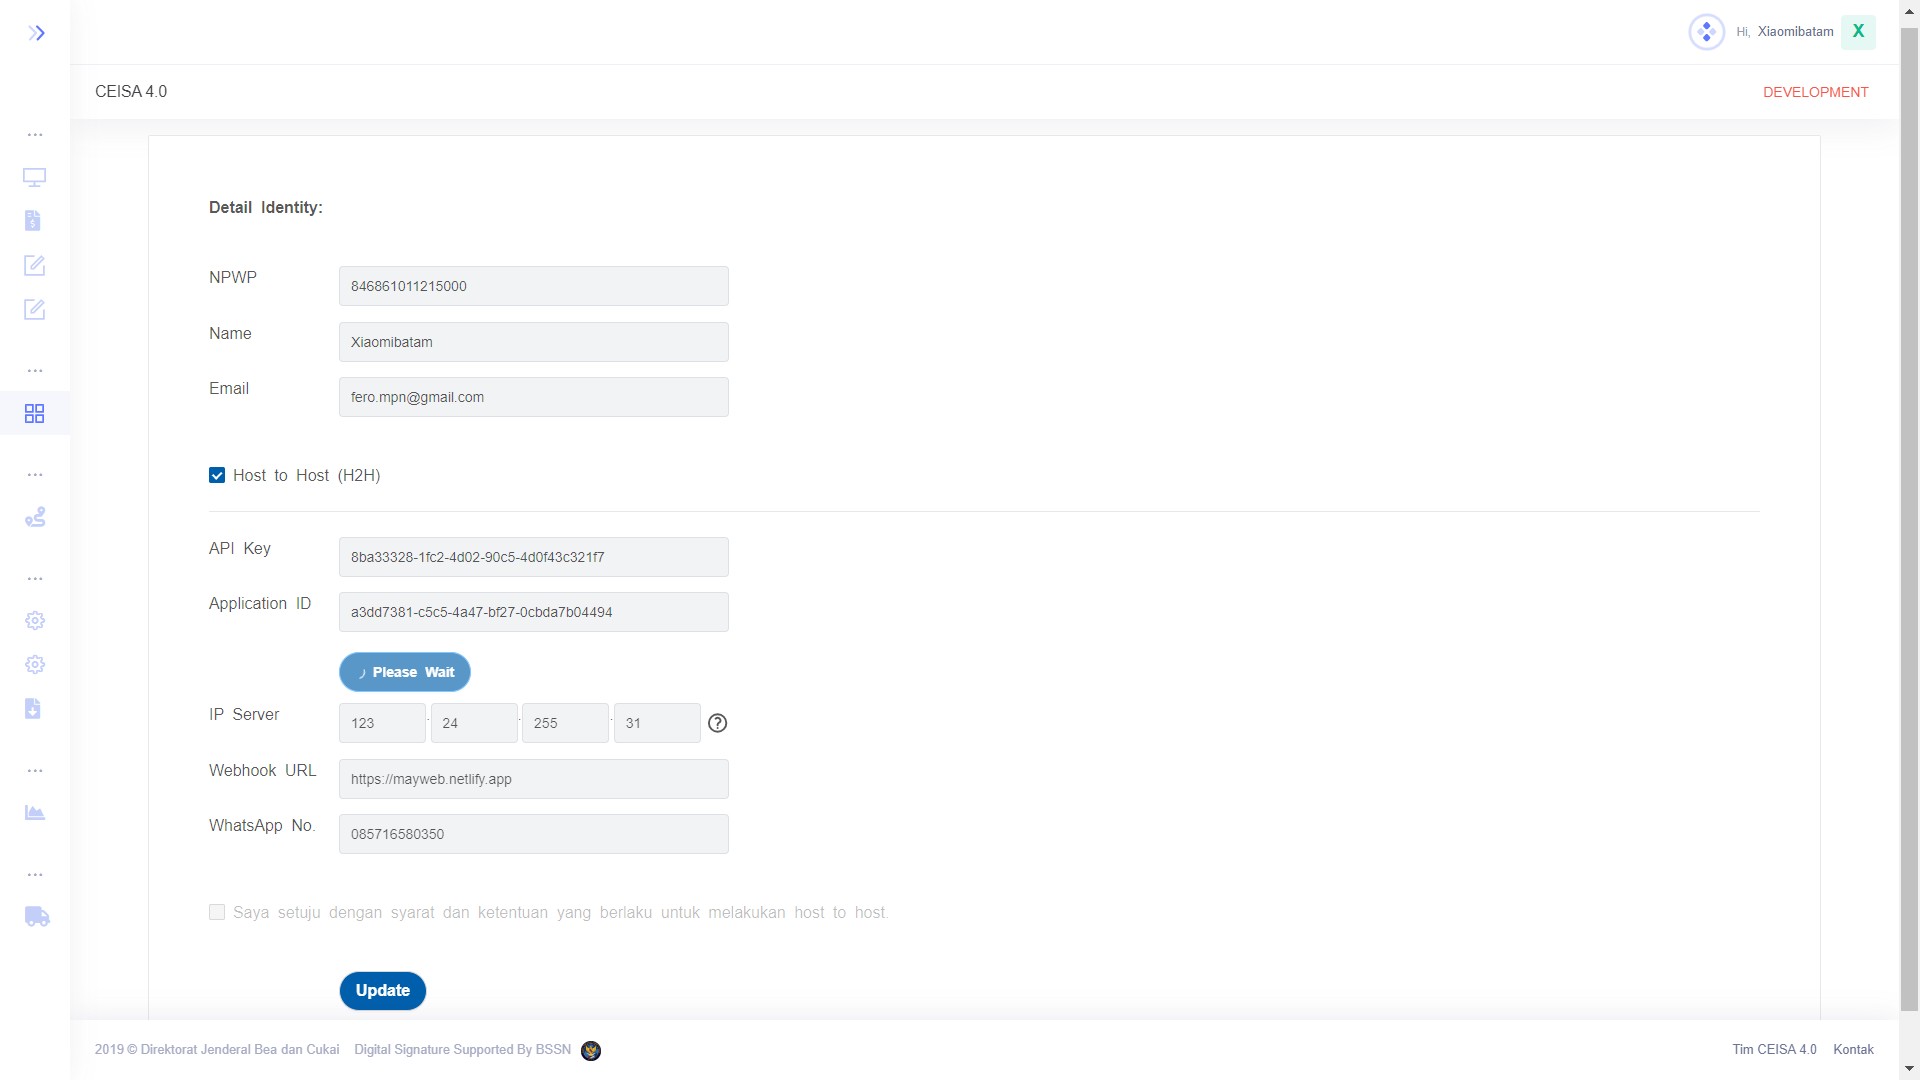 Hi, Xiaomibatam X
CEISA 4.0
DEVELOPMENT
Detail Identity:
NPWP 846861011215000
Name Xiaomibatam
Email fero.mpn@gmail.com
Host to Host (H2H)
API Key 8ba33328-1fc2-4d02-90c5-4d0f43c321f7
Application ID a3dd7381-c5c5-4a47-bf27-0cbda7b04494
Please Wait
IP Server 123 . 24 . 255 . 31
Webhook URL https://mayweb.netlify.app
WhatsApp No. 085716580350
Saya setuju dengan syarat dan ketentuan yang berlaku untuk melakukan host to host.
Update
2019 © Direktorat Jenderal Bea dan Cukai Digital Signature Supported By BSSN
Tim CEISA 4.0 Kontak